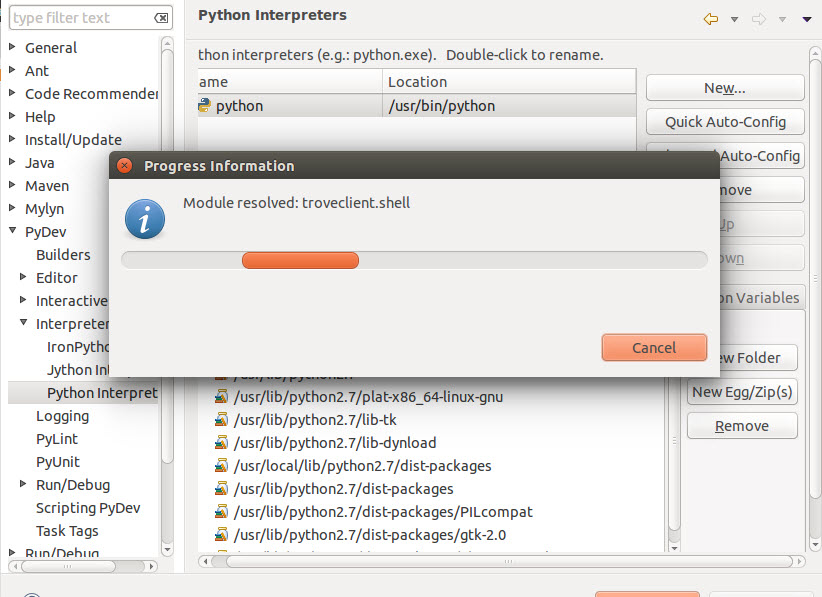 type filter text
General
Ant
Code Recommender
Help
Install/Update
Java
Maven
Mylyn
PyDev
Builders
Editor
Interactive
Interpreter
IronPytho
Jython Int
Python Interpret
Logging
PyLint
PyUnit
Run/Debug
Scripting PyDev
Task Tags
Run/Debug
Python Interpreters
thon interpreters (e.g.: python.exe). Double-click to rename.
ame Location
python /usr/bin/python
New...
Quick Auto-Config
Auto-Config
move
Up
own
on Variables
Progress Information
Module resolved: troveclient.shell
Cancel
/usr/lib/python2.7
/usr/lib/python2.7/plat-x86_64-linux-gnu
/usr/lib/python2.7/lib-tk
/usr/lib/python2.7/lib-dynload
/usr/local/lib/python2.7/dist-packages
/usr/lib/python2.7/dist-packages
/usr/lib/python2.7/dist-packages/PILcompat
/usr/lib/python2.7/dist-packages/gtk-2.0
ew Folder
New Egg/Zip(s)
Remove